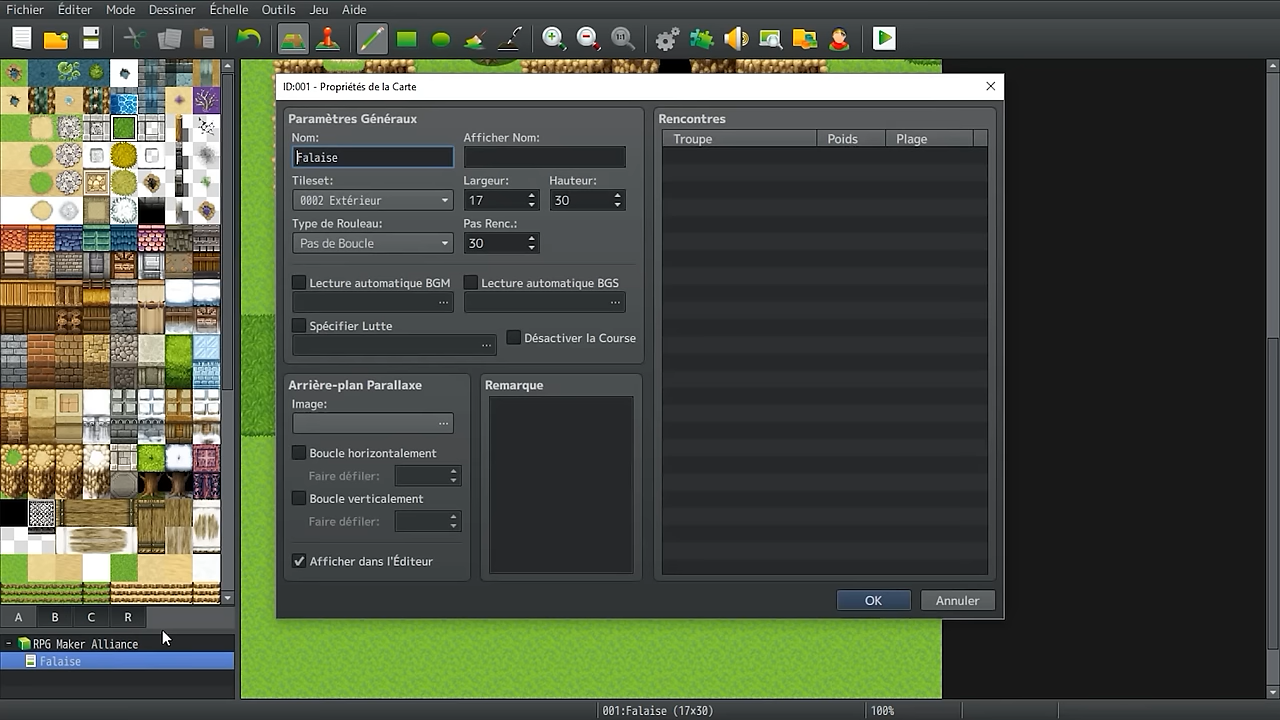 Fichier Éditer Mode Dessiner Échelle Outils Jeu Aide
ID:001 - Propriétés de la Carte
Paramètres Généraux
Nom: Afficher Nom:
Falaise
Tileset: Largeur: Hauteur:
0002 Extérieur 17 30
Type de Rouleau: Pas Renc.:
Pas de Boucle 30
Lecture automatique BGM Lecture automatique BGS
... ...
Spécifier Lutte
Désactiver la Course
...
Arrière-plan Parallaxe
Image:
...
Boucle horizontalement
Faire défiler:
Boucle verticalement
Faire défiler:
Afficher dans l'Éditeur
Remarque
Rencontres
Troupe Poids Plage
OK Annuler
A B C R
RPG Maker Alliance
Falaise
001:Falaise (17x30) 100%